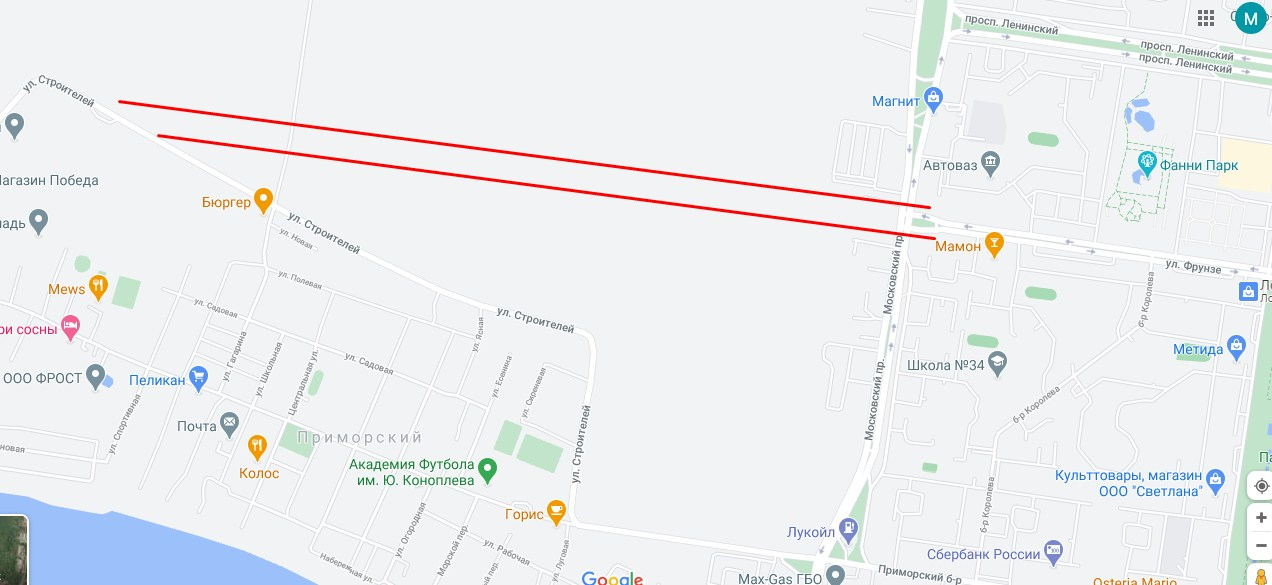 просп. Ленинский
просп. Ленинский
просп. Ленинский
M
ул. Строителей
Магнит
Автоваз
Фанни Парк
Магазин Победа
Бюргер
ул. Строителей
ул. Новая
Мамон
ул. Фрунзе
Московский пр.
Mews
ул. Полевая
ул. Садовая
б-р Королева
ул. Строителей
ри сосны
ул. Ясная
ул. Гагарина
ул. Школьная
Центральная ул.
ул. Садовая
ул. Есенина
ул. Сиреневая
Школа №34
Метида
ООО ФРОСТ
Пеликан
ул. Спортивная
Московский пр.
б-р Королева
Почта
Приморский
ул. Строителей
Колос
Академия Футбола
им. Ю. Коноплева
Культтовары, магазин
ООО "Светлана"
Горис
б-р Королева
Лукойл
ул. Огородная
Морской пер.
ул. Рабочая
ул. Луговая
Сбербанк России
Google
Max-Gas ГБО
Приморский б-р
Osteria Mario